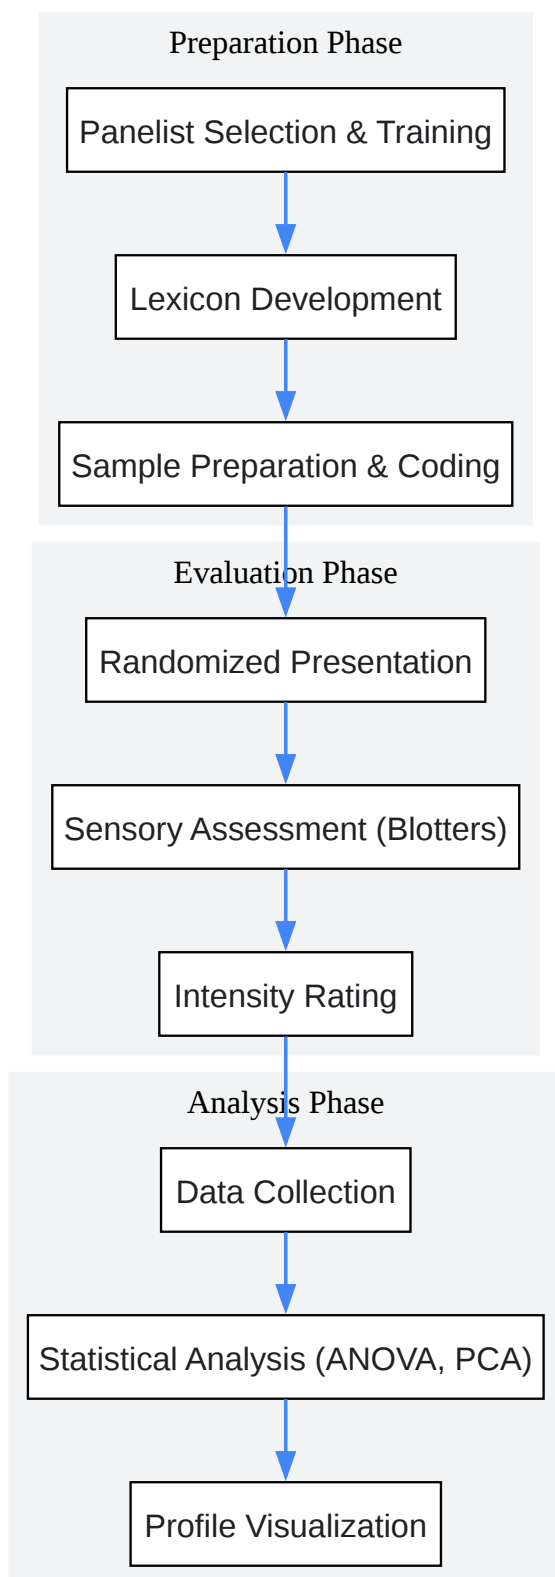 Preparation Phase
Panelist Selection & Training
Lexicon Development
Sample Preparation & Coding
Evaluation Phase
Randomized Presentation
Sensory Assessment (Blotters)
Intensity Rating
Analysis Phase
Data Collection
Statistical Analysis (ANOVA, PCA)
Profile Visualization